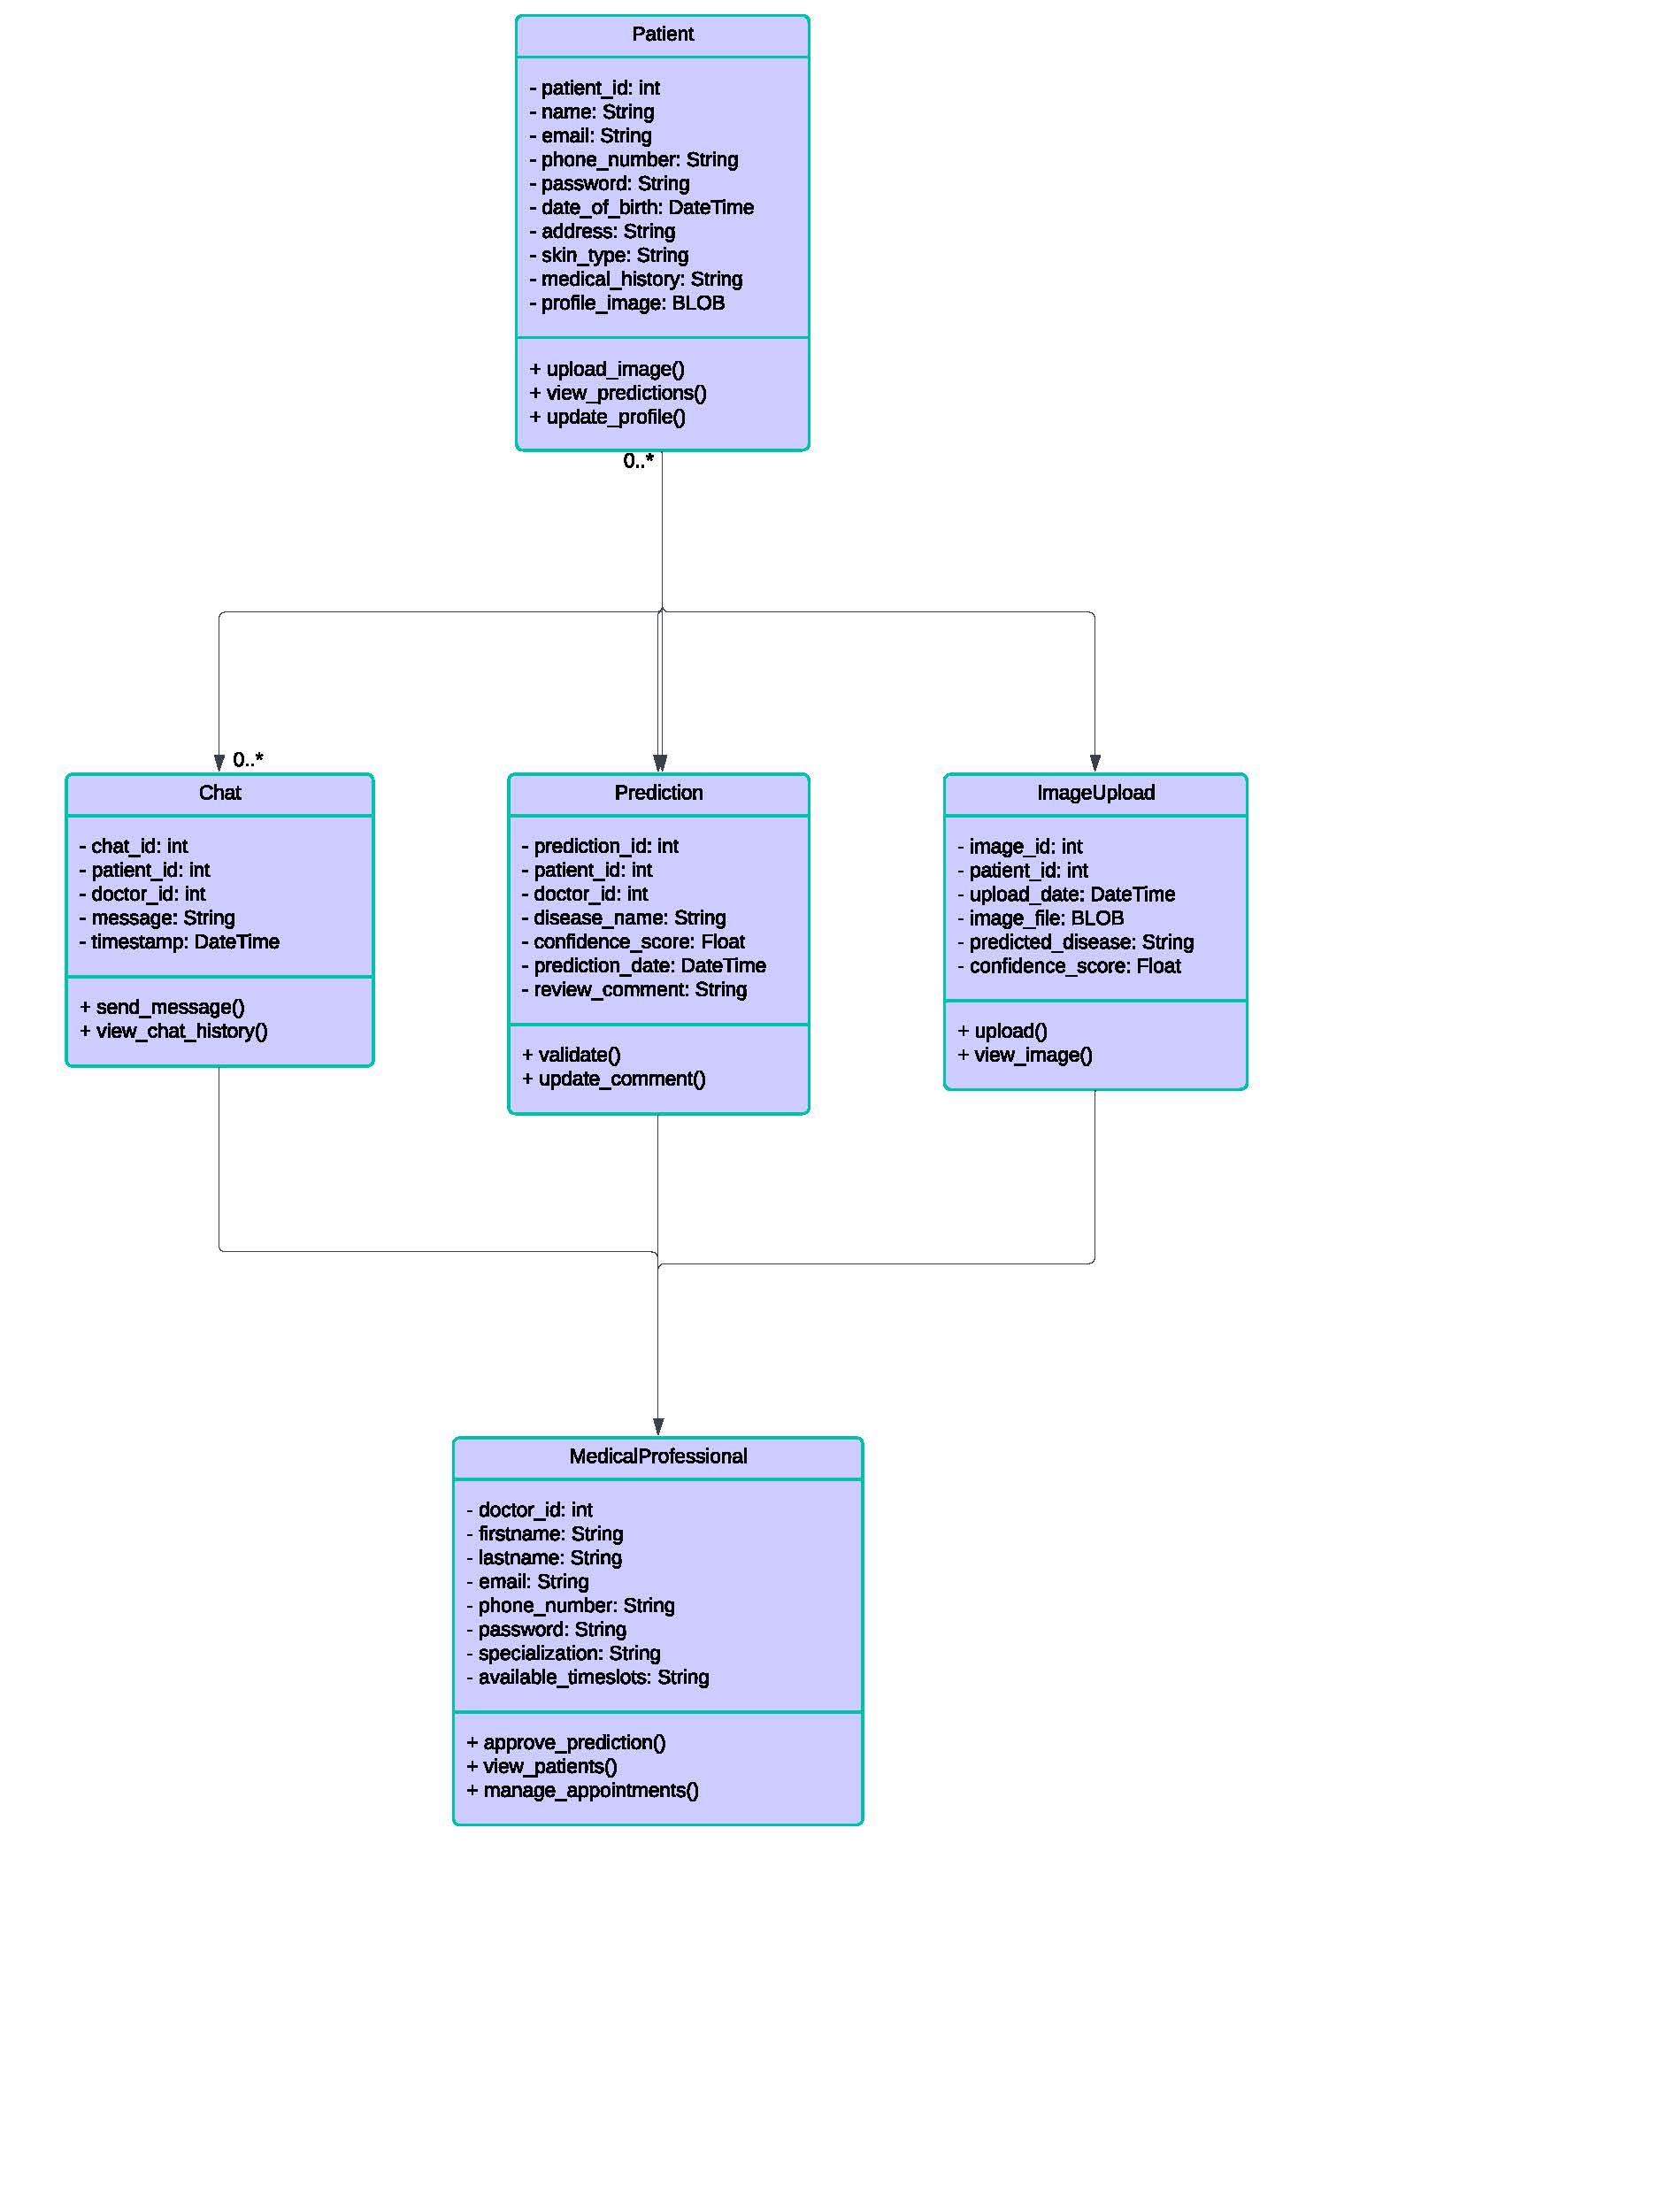 Patient
- patient_id: int
- name: String
- email: String
- phone_number: String
- password: String
- date_of_birth: DateTime
- address: String
- skin_type: String
- medical_history: String
- profile_image: BLOB
+ upload_image()
+ view_predictions()
+ update_profile()
0..*
0..*
Chat
- chat_id: int
- patient_id: int
- doctor_id: int
- message: String
- timestamp: DateTime
+ send_message()
+ view_chat_history()
Prediction
- prediction_id: int
- patient_id: int
- doctor_id: int
- disease_name: String
- confidence_score: Float
- prediction_date: DateTime
- review_comment: String
+ validate()
+ update_comment()
ImageUpload
- image_id: int
- patient_id: int
- upload_date: DateTime
- image_file: BLOB
- predicted_disease: String
- confidence_score: Float
+ upload()
+ view_image()
MedicalProfessional
- doctor_id: int
- firstname: String
- lastname: String
- email: String
- phone_number: String
- password: String
- specialization: String
- available_timeslots: String
+ approve_prediction()
+ view_patients()
+ manage_appointments()